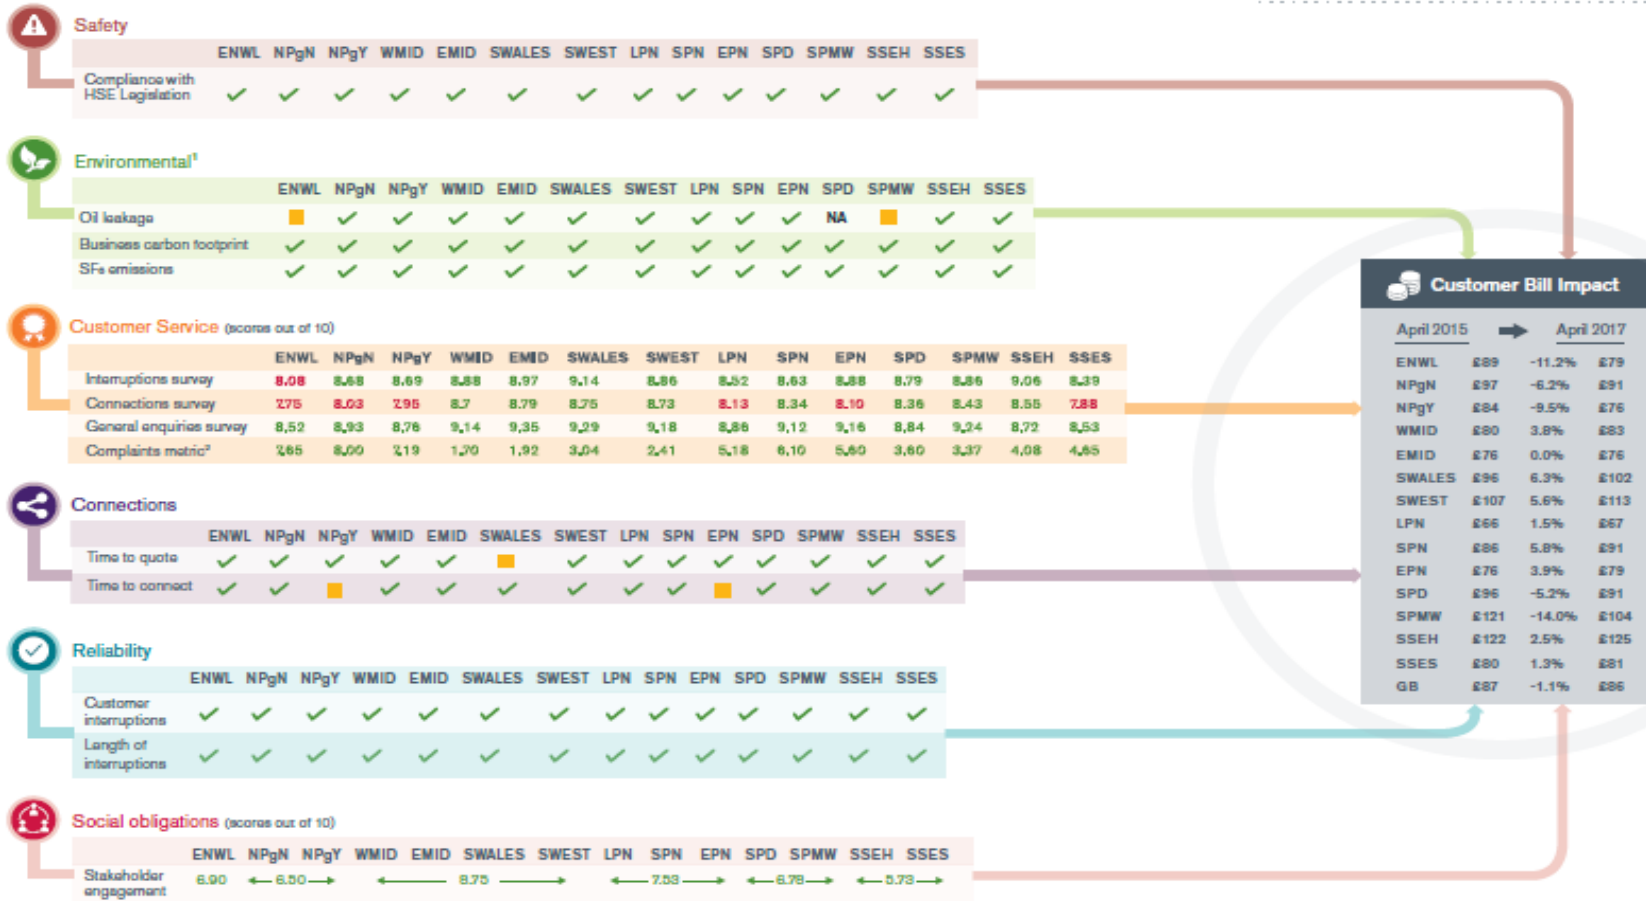 Safety
ENWL NPgN NPgY WMID EMID SWALES SWEST LPN SPN EPN SPD SPMW SSEH SSES
Compliance with
HSE Legislation ✓ ✓ ✓ ✓ ✓ ✓ ✓ ✓ ✓ ✓ ✓ ✓ ✓ ✓
Environmental¹
ENWL NPgN NPgY WMID EMID SWALES SWEST LPN SPN EPN SPD SPMW SSEH SSES
Oil leakage ■ ✓ ✓ ✓ ✓ ✓ ✓ ✓ ✓ ✓ NA ■ ✓ ✓
Business carbon footprint ✓ ✓ ✓ ✓ ✓ ✓ ✓ ✓ ✓ ✓ ✓ ✓ ✓ ✓
SF₆ emissions ✓ ✓ ✓ ✓ ✓ ✓ ✓ ✓ ✓ ✓ ✓ ✓ ✓ ✓
Customer Service (scores out of 10)
ENWL NPgN NPgY WMID EMID SWALES SWEST LPN SPN EPN SPD SPMW SSEH SSES
Interruptions survey 8.08 8.68 8.69 8.88 8.97 9.14 8.86 8.52 8.63 8.88 8.79 8.86 9.06 8.39
Connections survey 7.75 8.03 7.95 8.7 8.79 8.75 8.73 8.13 8.34 8.10 8.36 8.43 8.55 7.88
General enquiries survey 8.52 8.93 8.76 9.14 9.35 9.29 9.18 8.86 9.12 9.16 8.84 9.24 8.72 8.53
Complaints metric² 7.65 8.00 7.19 1.70 1.92 3.04 2.41 5.18 6.10 5.60 3.60 3.37 4.08 4.65
Connections
ENWL NPgN NPgY WMID EMID SWALES SWEST LPN SPN EPN SPD SPMW SSEH SSES
Time to quote ✓ ✓ ✓ ✓ ✓ ■ ✓ ✓ ✓ ✓ ✓ ✓ ✓ ✓
Time to connect ✓ ✓ ■ ✓ ✓ ✓ ✓ ✓ ✓ ■ ✓ ✓ ✓ ✓
Reliability
ENWL NPgN NPgY WMID EMID SWALES SWEST LPN SPN EPN SPD SPMW SSEH SSES
Customer
interruptions ✓ ✓ ✓ ✓ ✓ ✓ ✓ ✓ ✓ ✓ ✓ ✓ ✓ ✓
Length of
interruptions ✓ ✓ ✓ ✓ ✓ ✓ ✓ ✓ ✓ ✓ ✓ ✓ ✓ ✓
Social obligations (scores out of 10)
ENWL NPgN NPgY WMID EMID SWALES SWEST LPN SPN EPN SPD SPMW SSEH SSES
Stakeholder
engagement 6.90 6.50 8.75 7.53 6.78 5.73
Customer Bill Impact
April 2015 April 2017
ENWL £89 -11.2% £79
NPgN £97 -6.2% £91
NPgY £84 -9.5% £76
WMID £80 3.8% £83
EMID £76 0.0% £76
SWALES £96 6.3% £102
SWEST £107 5.6% £113
LPN £66 1.5% £67
SPN £86 5.8% £91
EPN £76 3.9% £79
SPD £96 -5.2% £91
SPMW £121 -14.0% £104
SSEH £122 2.5% £125
SSES £80 1.3% £81
GB £87 -1.1% £86